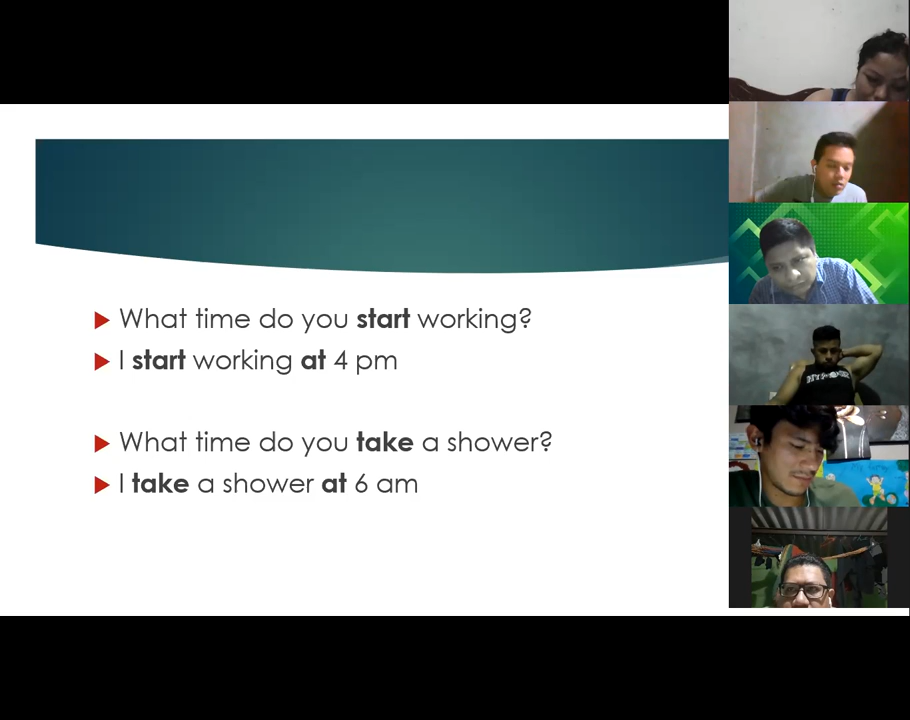 What time do you start working?
I start working at 4 pm
What time do you take a shower?
I take a shower at 6 am